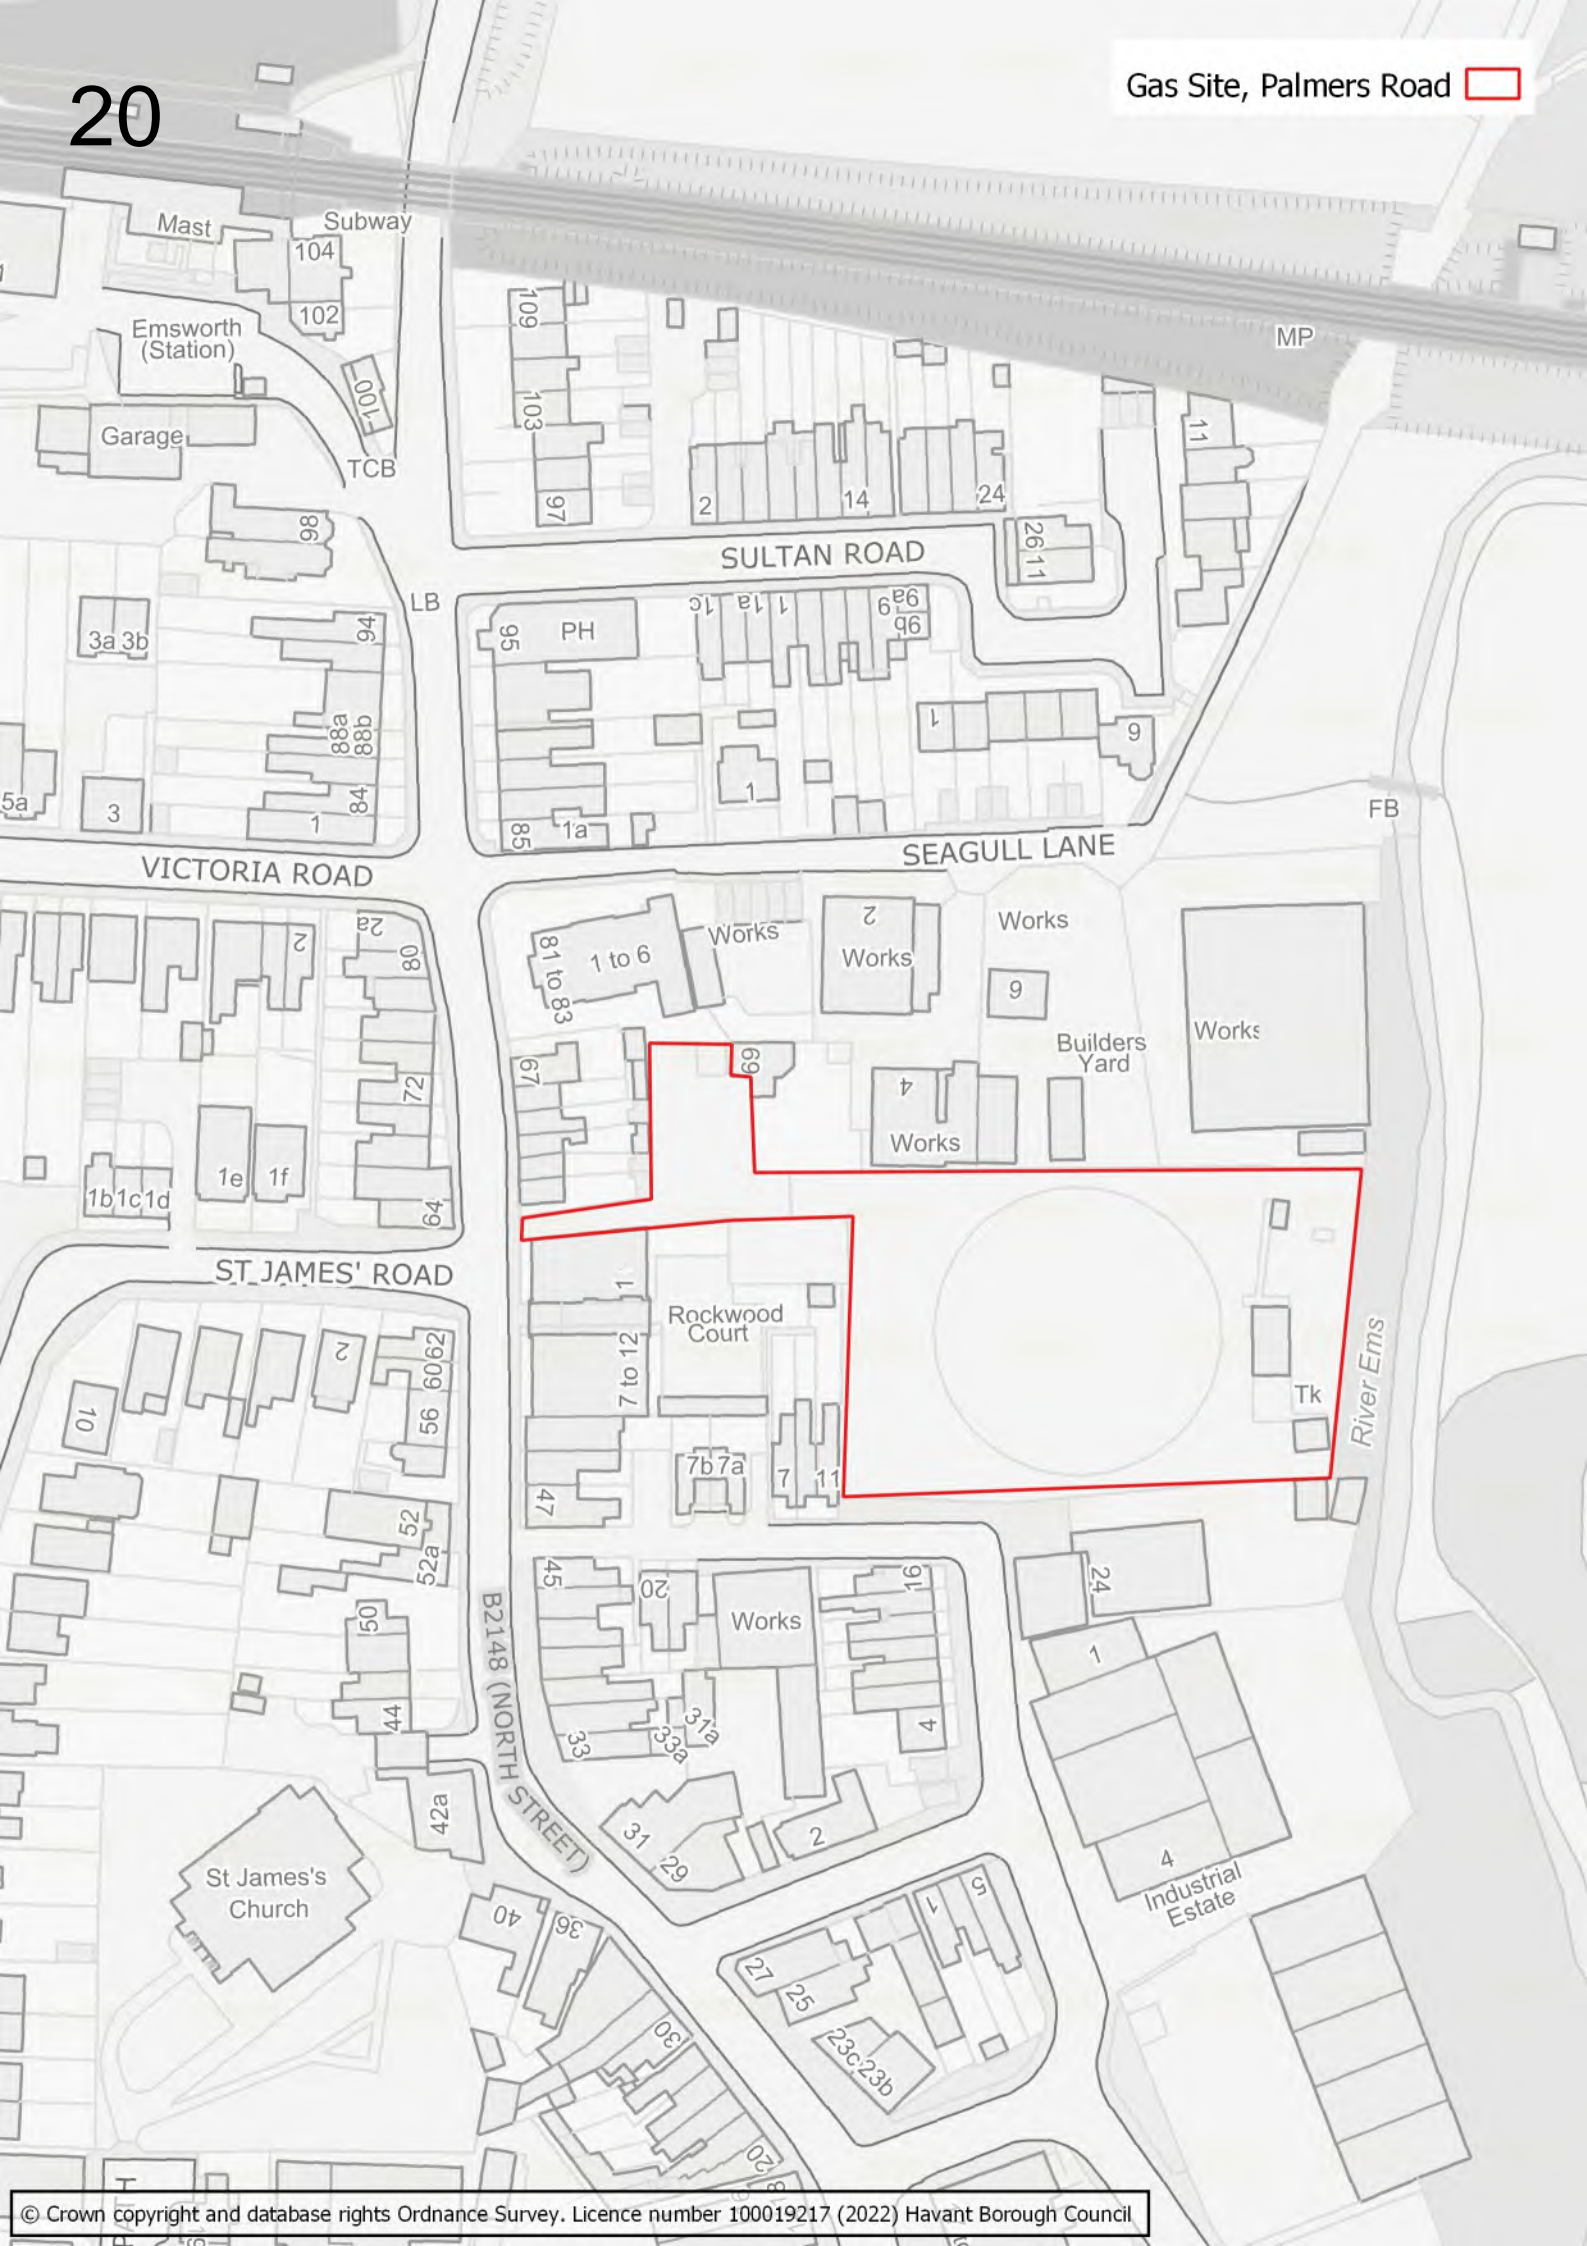 Gas Site, Palmers Road
20
Mast
Subway
104
102
Emsworth
(Station)
100
Garage
TCB
109
103
97
98
2
14
24
11
MP
SULTAN ROAD
26
11
LB
95
PH
1c
1a
1
9
9a
9b
3a 3b
94
88a
88b
84
5a
3
1
1
1
6
85
1a
FB
VICTORIA ROAD
SEAGULL LANE
2
2a
80
81 to 83
1 to 6
Works
2
Works
Works
6
Works
Builders
Yard
67
69
4
Works
72
1e
1f
1b 1c 1d
64
ST JAMES' ROAD
1
Rockwood
Court
7 to 12
2
62
60
56
10
Tk
River Ems
7b 7a
7
11
47
52
52a
45
20
Works
16
24
50
B2148 (NORTH STREET)
44
33
33a
31a
4
1
42a
31
29
2
4
Industrial
Estate
St James's
Church
40
36
1
5
27
25
23c
23b
30
20
© Crown copyright and database rights Ordnance Survey. Licence number 100019217 (2022) Havant Borough Council